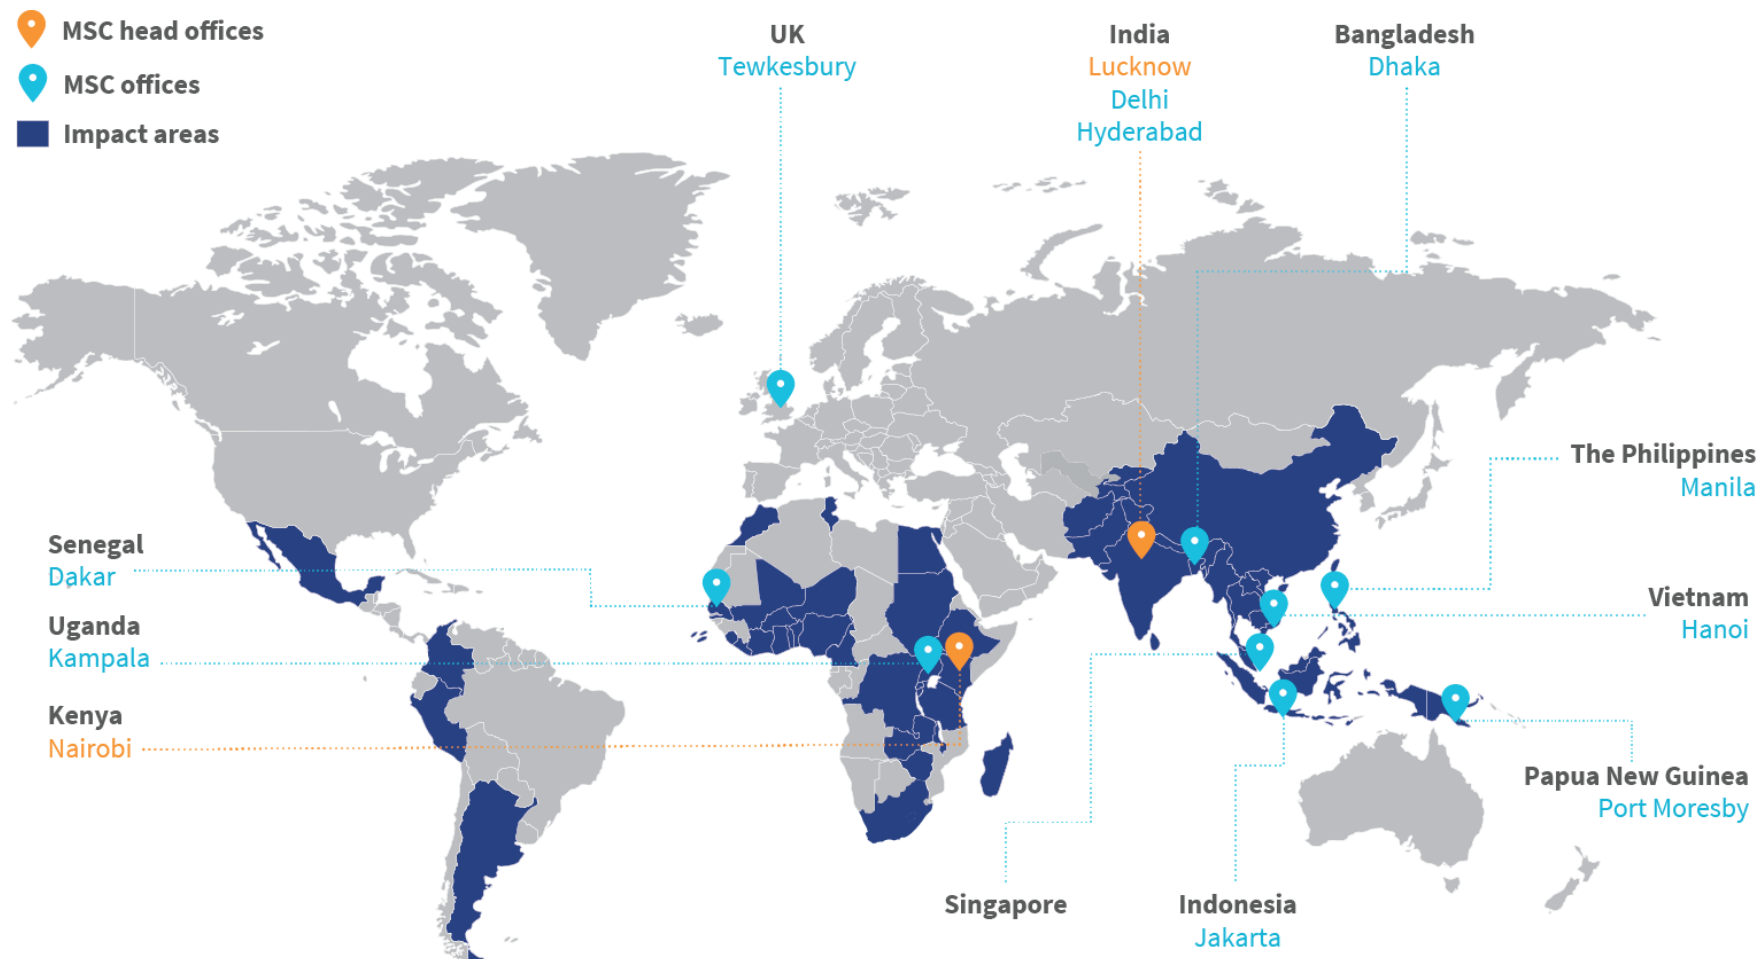 MSC head offices
MSC offices
Impact areas
UK
Tewkesbury
India
Lucknow
Delhi
Hyderabad
Bangladesh
Dhaka
The Philippines
Manila
Senegal
Dakar
Vietnam
Hanoi
Uganda
Kampala
Kenya
Nairobi
Papua New Guinea
Port Moresby
Singapore
Indonesia
Jakarta